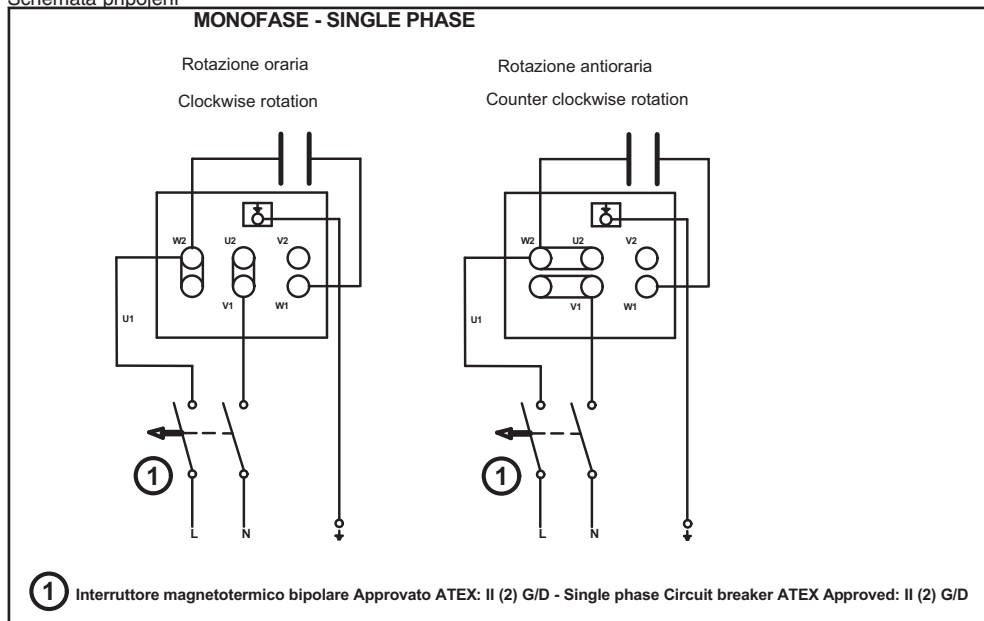 Schémata připojení
MONOFASE - SINGLE PHASE
Rotazione oraria
Clockwise rotation
W2 U2 V2
V1 W1
U1
1
L N
Rotazione antioraria
Counter clockwise rotation
W2 U2 V2
V1 W1
U1
1
L N
1 Interruttore magnetotermico bipolare Approvato ATEX: II (2) G/D - Single phase Circuit breaker ATEX Approved: II (2) G/D